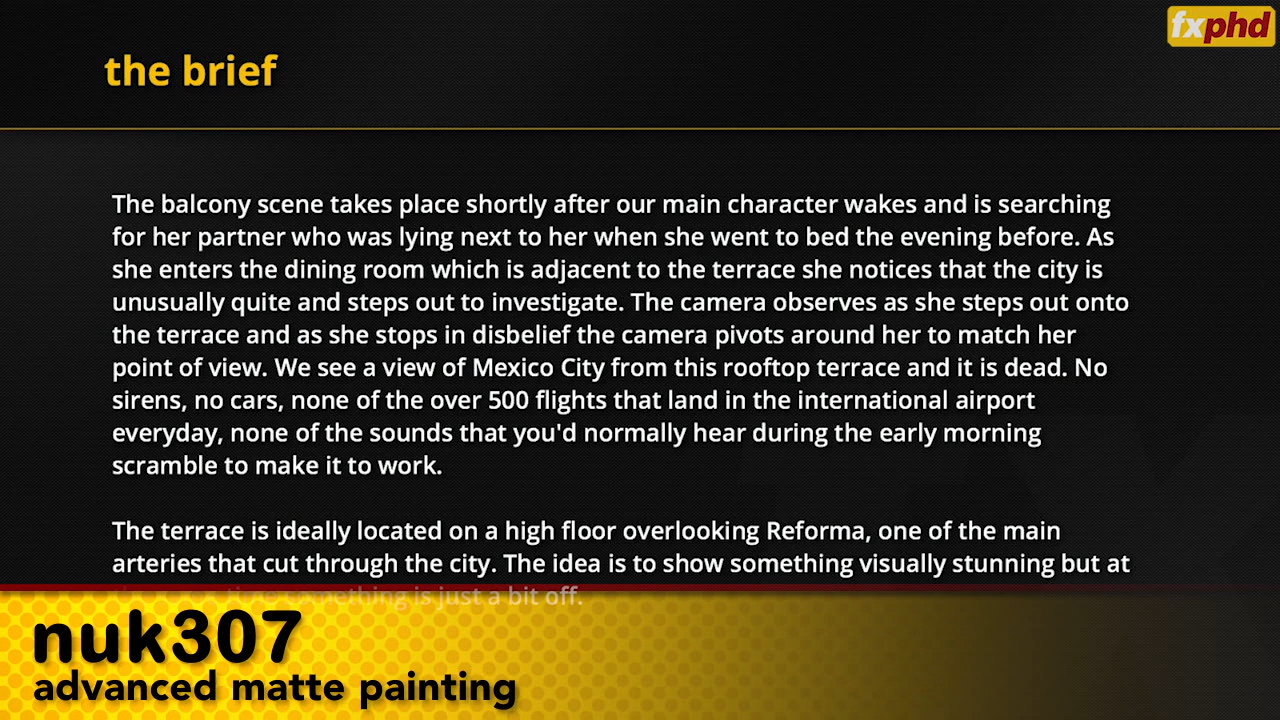 fxphd
the brief
The balcony scene takes place shortly after our main character wakes and is searching
for her partner who was lying next to her when she went to bed the evening before. As
she enters the dining room which is adjacent to the terrace she notices that the city is
unusually quite and steps out to investigate. The camera observes as she steps out onto
the terrace and as she stops in disbelief the camera pivots around her to match her
point of view. We see a view of Mexico City from this rooftop terrace and it is dead. No
sirens, no cars, none of the over 500 flights that land in the international airport
everyday, none of the sounds that you'd normally hear during the early morning
scramble to make it to work.
The terrace is ideally located on a high floor overlooking Reforma, one of the main
arteries that cut through the city. The idea is to show something visually stunning but at
time something is just a bit off.
nuk307
advanced matte painting